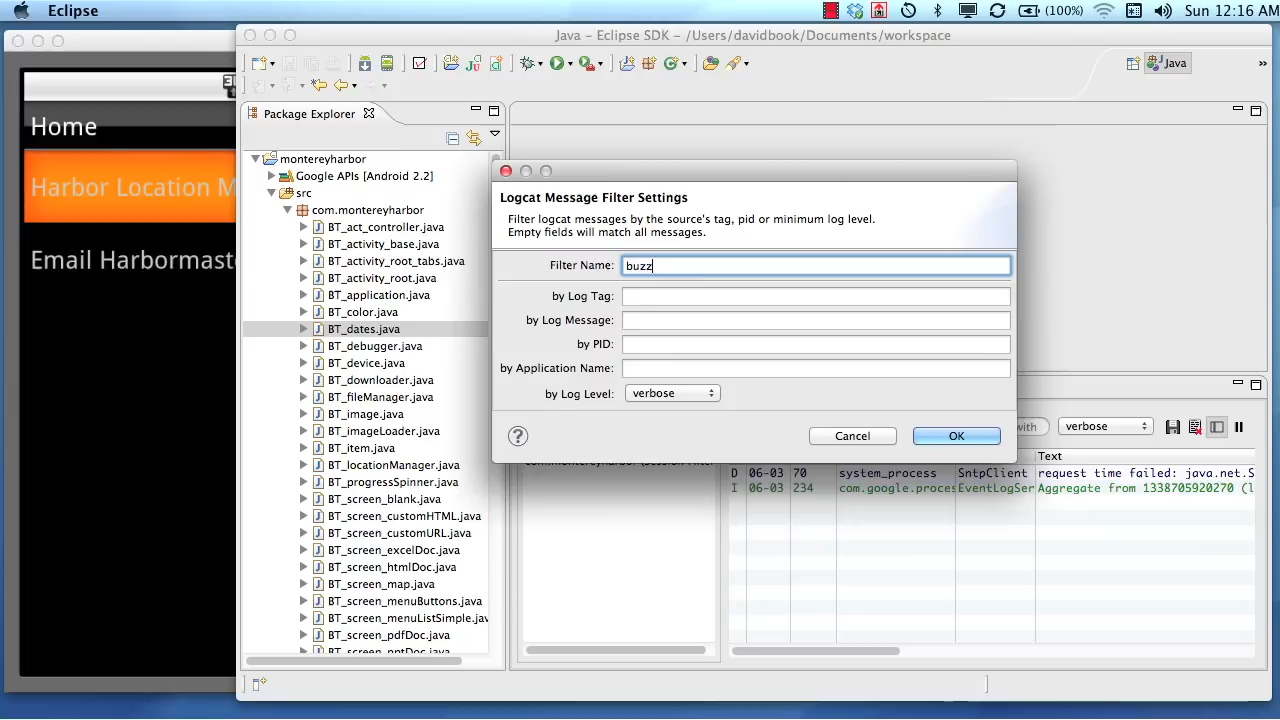 Eclipse
(100%)
Sun 12:16 AM
Java – Eclipse SDK – /Users/davidbook/Documents/workspace
Java
»
Home
Harbor Location M
Email Harbormaste
Package Explorer
montereyharbor
Google APIs [Android 2.2]
src
com.montereyharbor
BT_act_controller.java
BT_activity_base.java
BT_activity_root_tabs.java
BT_activity_root.java
BT_application.java
BT_color.java
BT_dates.java
BT_debugger.java
BT_device.java
BT_downloader.java
BT_fileManager.java
BT_image.java
BT_imageLoader.java
BT_item.java
BT_locationManager.java
BT_progressSpinner.java
BT_screen_blank.java
BT_screen_customHTML.java
BT_screen_customURL.java
BT_screen_excelDoc.java
BT_screen_htmlDoc.java
BT_screen_map.java
BT_screen_menuButtons.java
BT_screen_menuListSimple.jav
BT_screen_pdfDoc.java
BT_screen_pptDoc.java
Logcat Message Filter Settings
Filter logcat messages by the source's tag, pid or minimum log level.
Empty fields will match all messages.
Filter Name: buzz
by Log Tag:
by Log Message:
by PID:
by Application Name:
by Log Level: verbose
? Cancel OK
with verbose
Text
D 06-03 70 system_process SntpClient request time failed: java.net.S
I 06-03 234 com.google.proces EventLogSer Aggregate from 1338705920270 (l